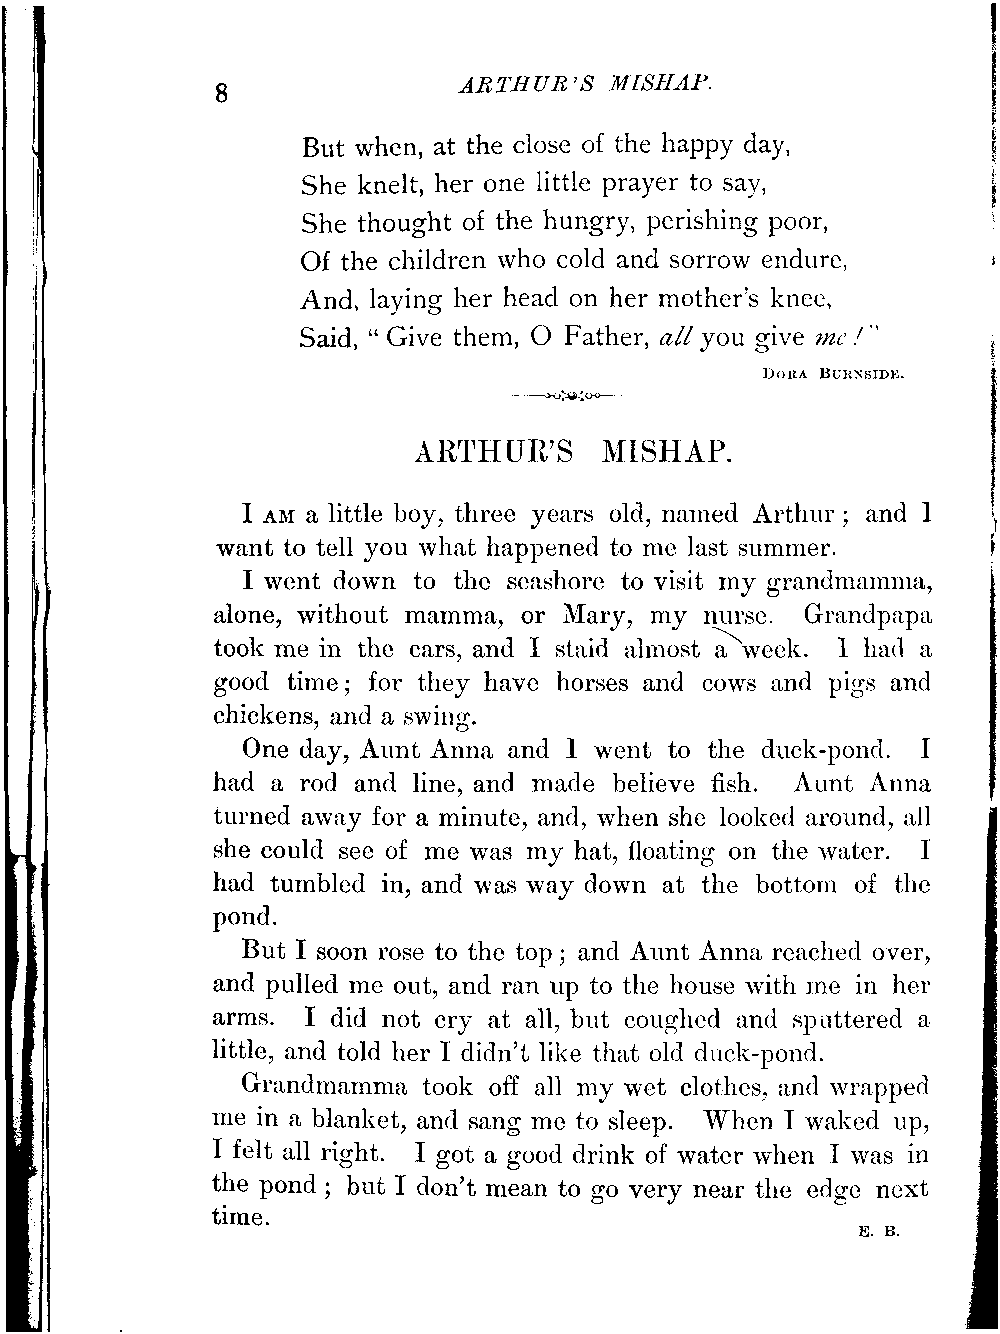 8 ARTHUR'S MISHAP.
But when, at the close of the happy day,
She knelt, her one little prayer to say,
She thought of the hungry, perishing poor,
Of the children who cold and sorrow endure,
And, laying her head on her mother's knee,
Said, “Give them, O Father, all you give me!”
DORA BURNSIDE.
ARTHUR'S MISHAP.
I AM a little boy, three years old, named Arthur; and I
want to tell you what happened to me last summer.
I went down to the seashore to visit my grandmamma,
alone, without mamma, or Mary, my nurse. Grandpapa
took me in the cars, and I staid almost a week. I had a
good time; for they have horses and cows and pigs and
chickens, and a swing.
One day, Aunt Anna and I went to the duck-pond. I
had a rod and line, and made believe fish. Aunt Anna
turned away for a minute, and, when she looked around, all
she could see of me was my hat, floating on the water. I
had tumbled in, and was way down at the bottom of the
pond.
But I soon rose to the top; and Aunt Anna reached over,
and pulled me out, and ran up to the house with me in her
arms. I did not cry at all, but coughed and sputtered a
little, and told her I didn't like that old duck-pond.
Grandmamma took off all my wet clothes, and wrapped
me in a blanket, and sang me to sleep. When I waked up,
I felt all right. I got a good drink of water when I was in
the pond; but I don't mean to go very near the edge next
time.
E. B.